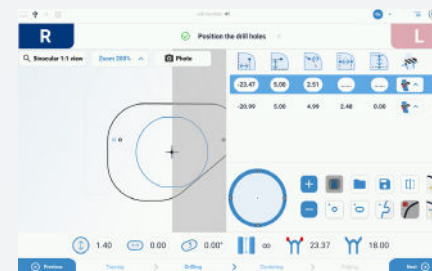 R
Position the drill holes
L
Binocular 1:1 view
Zoom 200%
Photo
-23.47 5.00 2.51
-20.99 5.00 4.99 2.48 0.00
1.40 0.00 0.00° ∞ 23.37 18.00
Previous Tracing Drilling Centering Edging Next